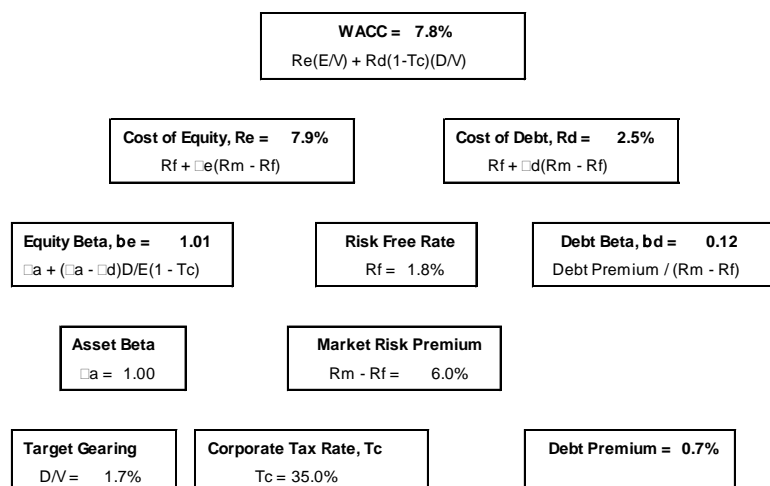 WACC = 7.8%
Re(E/V) + Rd(1-Tc)(D/V)
Cost of Equity, Re = 7.9%
Rf + □e(Rm - Rf)
Cost of Debt, Rd = 2.5%
Rf + □d(Rm - Rf)
Equity Beta, be = 1.01
□a + (□a - □d)D/E(1 - Tc)
Risk Free Rate
Rf = 1.8%
Debt Beta, bd = 0.12
Debt Premium / (Rm - Rf)
Asset Beta
□a = 1.00
Market Risk Premium
Rm - Rf = 6.0%
Target Gearing
D/V = 1.7%
Corporate Tax Rate, Tc
Tc = 35.0%
Debt Premium = 0.7%